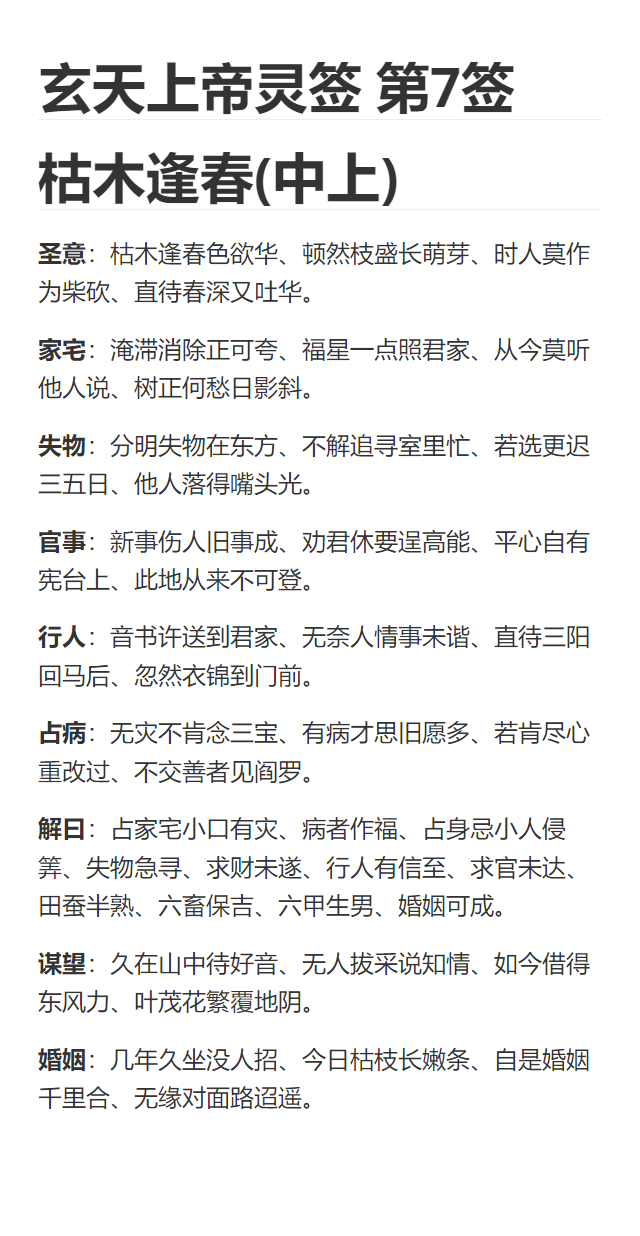 玄天上帝灵签 第7签
枯木逢春(中上)
圣意：枯木逢春色欲华、顿然枝盛长萌芽、时人莫作
为柴砍、直待春深又吐华。
家宅：淹滞消除正可夸、福星一点照君家、从今莫听
他人说、树正何愁日影斜。
失物：分明失物在东方、不解追寻室里忙、若选更迟
三五日、他人落得嘴头光。
官事：新事伤人旧事成、劝君休要逞高能、平心自有
宪台上、此地从来不可登。
行人：音书许送到君家、无奈人情事未谐、直待三阳
回马后、忽然衣锦到门前。
占病：无灾不肯念三宝、有病才思旧愿多、若肯尽心
重改过、不交善者见阎罗。
解曰：占家宅小口有灾、病者作福、占身忌小人侵
筭、失物急寻、求财未遂、行人有信至、求官未达、
田蚕半熟、六畜保吉、六甲生男、婚姻可成。
谋望：久在山中待好音、无人拔采说知情、如今借得
东风力、叶茂花繁覆地阴。
婚姻：几年久坐没人招、今日枯枝长嫩条、自是婚姻
千里合、无缘对面路迢遥。